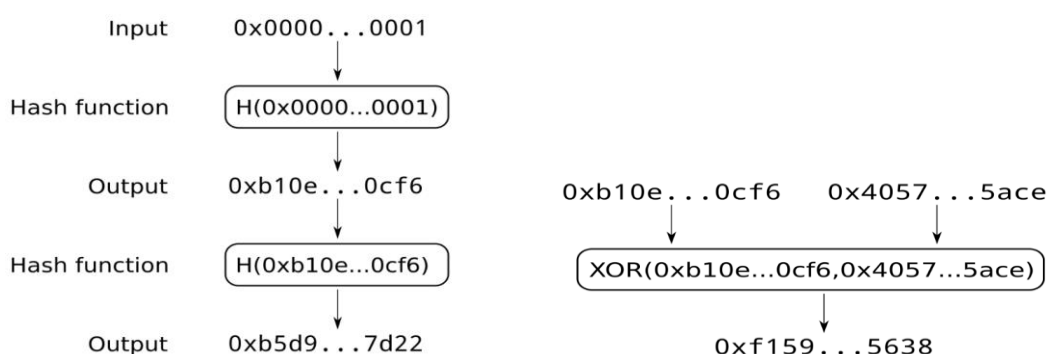 Input 0x0000...0001
Hash function H(0x0000...0001)
Output 0xb10e...0cf6
Hash function H(0xb10e...0cf6)
Output 0xb5d9...7d22
0xb10e...0cf6 0x4057...5ace
XOR(0xb10e...0cf6,0x4057...5ace)
0xf159...5638